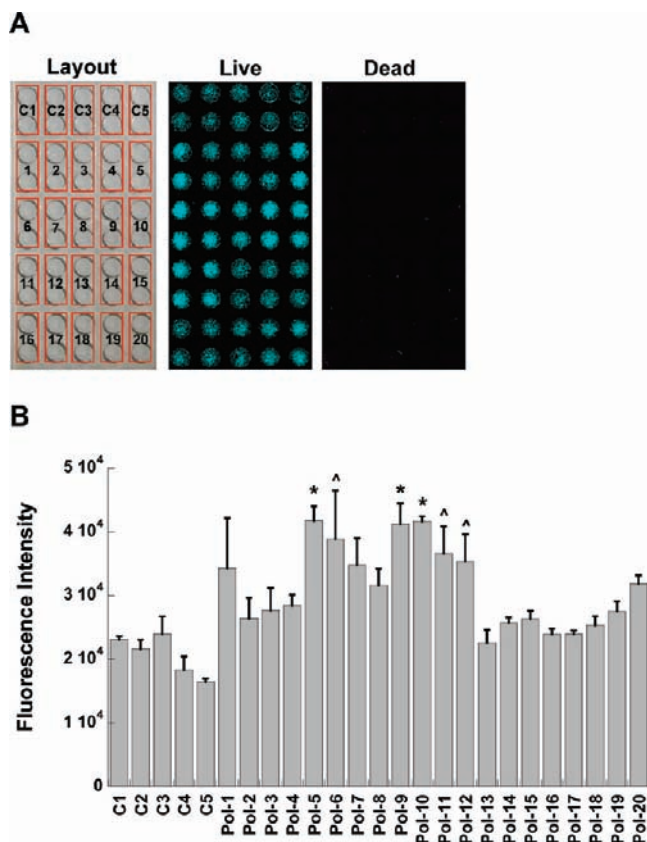 A
Layout Live Dead
C1 C2 C3 C4 C5
1 2 3 4 5
6 7 8 9 10
11 12 13 14 15
16 17 18 19 20
B
Fluorescence Intensity
5 10⁴
4 10⁴
3 10⁴
2 10⁴
1 10⁴
0
* ^ * * ^ ^
C1 C2 C3 C4 C5 Pol-1 Pol-2 Pol-3 Pol-4 Pol-5 Pol-6 Pol-7 Pol-8 Pol-9 Pol-10 Pol-11 Pol-12 Pol-13 Pol-14 Pol-15 Pol-16 Pol-17 Pol-18 Pol-19 Pol-20